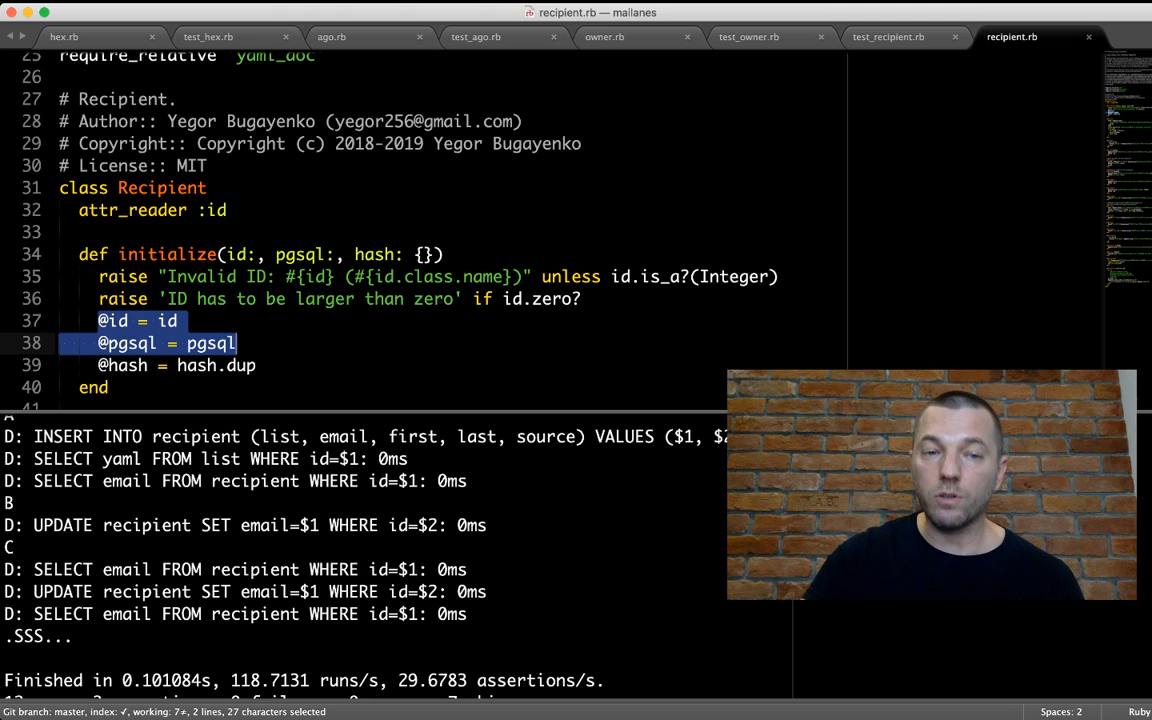 recipient.rb — mailanes
hex.rb × test_hex.rb × ago.rb × test_ago.rb × owner.rb × test_owner.rb × test_recipient.rb × recipient.rb ×
25 require_relative 'yaml_doc'
26
27 # Recipient.
28 # Author:: Yegor Bugayenko (yegor256@gmail.com)
29 # Copyright:: Copyright (c) 2018-2019 Yegor Bugayenko
30 # License:: MIT
31 class Recipient
32 attr_reader :id
33
34 def initialize(id:, pgsql:, hash: {})
35 raise "Invalid ID: #{id} (#{id.class.name})" unless id.is_a?(Integer)
36 raise 'ID has to be larger than zero' if id.zero?
37 @id = id
38 @pgsql = pgsql
39 @hash = hash.dup
40 end
D: INSERT INTO recipient (list, email, first, last, source) VALUES ($1, $2
D: SELECT yaml FROM list WHERE id=$1: 0ms
D: SELECT email FROM recipient WHERE id=$1: 0ms
B
D: UPDATE recipient SET email=$1 WHERE id=$2: 0ms
C
D: SELECT email FROM recipient WHERE id=$1: 0ms
D: UPDATE recipient SET email=$1 WHERE id=$2: 0ms
D: SELECT email FROM recipient WHERE id=$1: 0ms
.SSS...
Finished in 0.101084s, 118.7131 runs/s, 29.6783 assertions/s.
Git branch: master, index: ✓, working: 7≠, 2 lines, 27 characters selected
Spaces: 2
Ruby